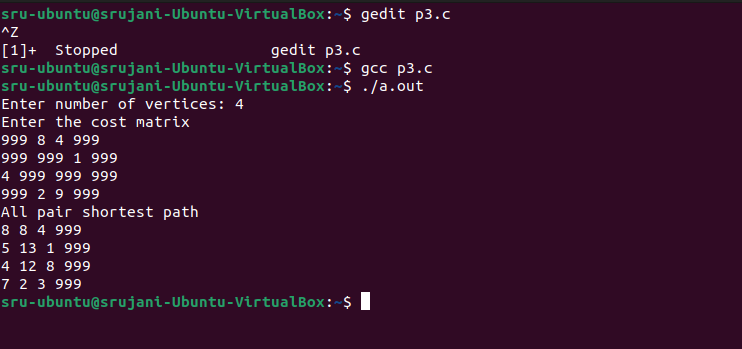 sru-ubuntu@srujani-Ubuntu-VirtualBox:~$ gedit p3.c
^Z
[1]+  Stopped                 gedit p3.c
sru-ubuntu@srujani-Ubuntu-VirtualBox:~$ gcc p3.c
sru-ubuntu@srujani-Ubuntu-VirtualBox:~$ ./a.out
Enter number of vertices: 4
Enter the cost matrix
999 8 4 999
999 999 1 999
4 999 999 999
999 2 9 999
All pair shortest path
8 8 4 999
5 13 1 999
4 12 8 999
7 2 3 999
sru-ubuntu@srujani-Ubuntu-VirtualBox:~$